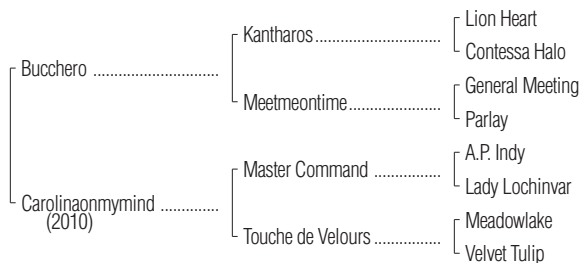 Lion Heart
Kantharos..................................
Contessa Halo
Bucchero ..................................
General Meeting
Meetmeontime.........................
Parlay
A.P. Indy
Master Command ...................
Lady Lochinvar
Carolinaonmymind ................
(2010)
Meadowlake
Touche de Velours ..................
Velvet Tulip